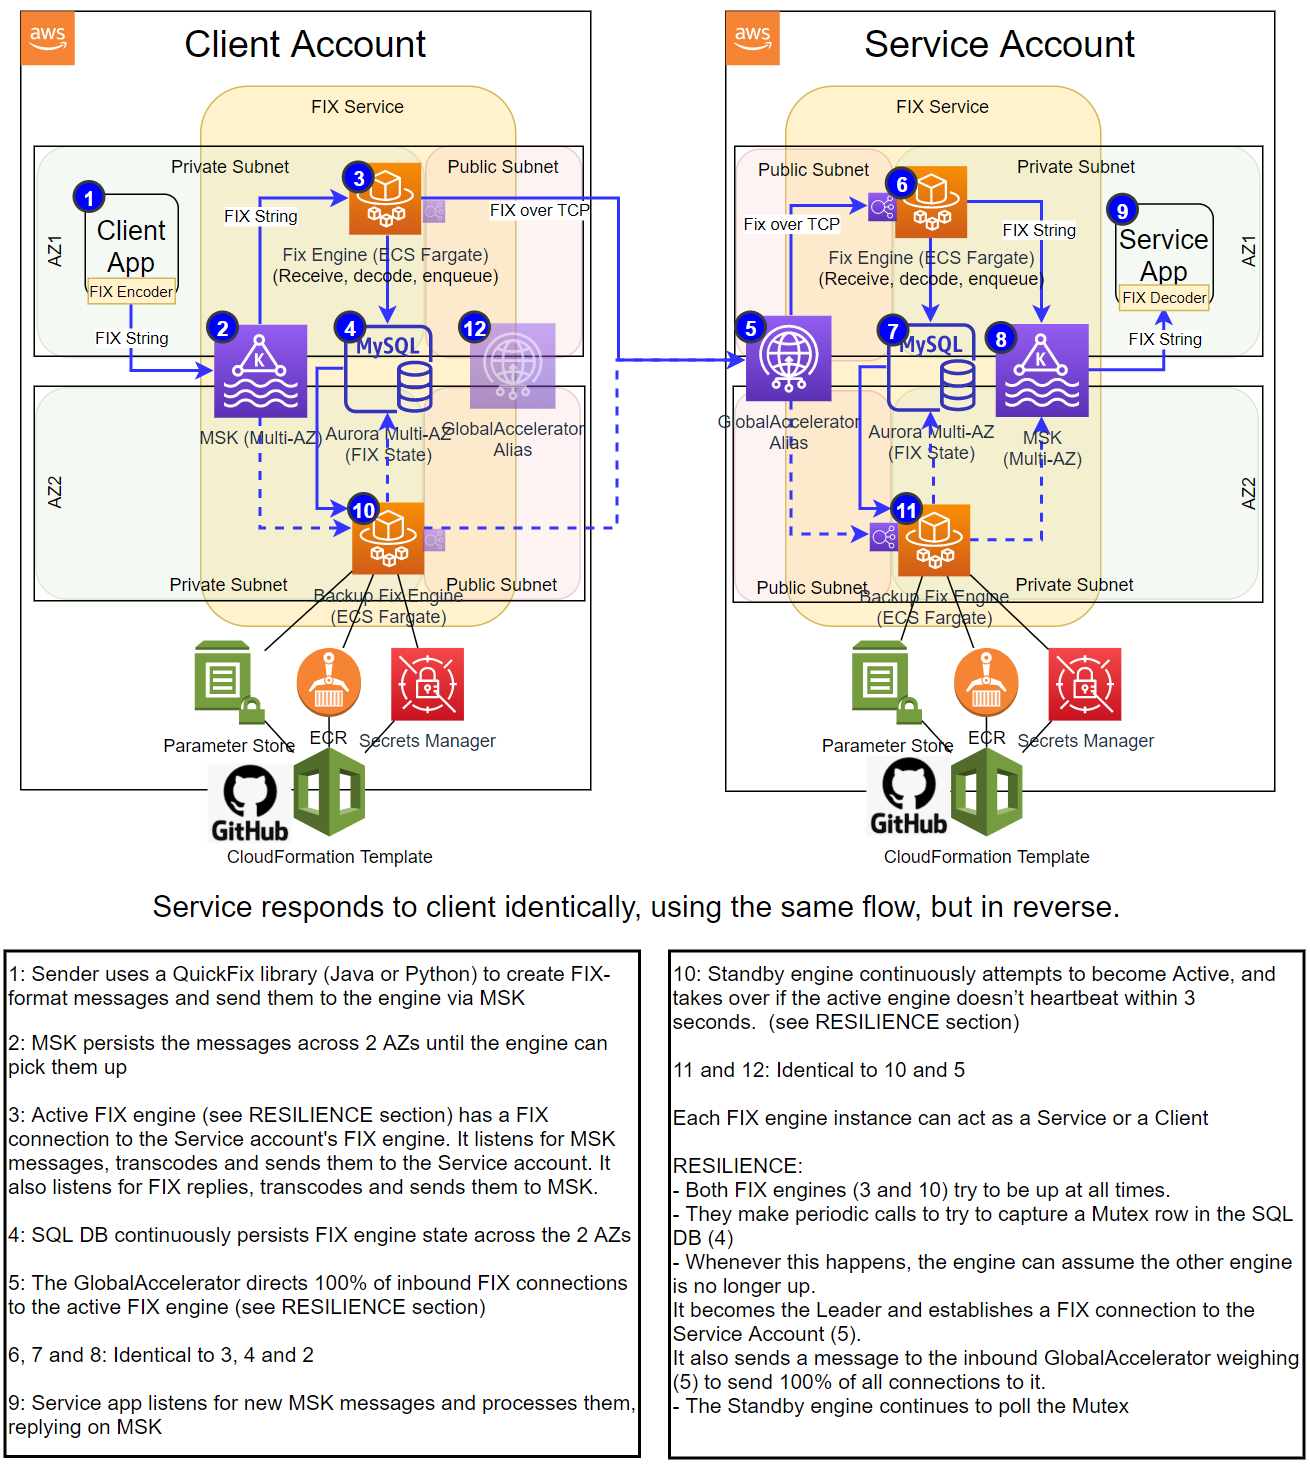 aws
Client Account
FIX Service
Private Subnet
Public Subnet
AZ1
1
Client
App
FIX Encoder
FIX String
FIX String
3
FIX over TCP
Fix Engine (ECS Fargate)
(Receive, decode, enqueue)
2
K
4
MySQL
12
MSK (Multi-AZ)
Aurora Multi-AZ
(FIX State)
GlobalAccelerator
Alias
AZ2
10
Private Subnet
Public Subnet
Backup Fix Engine
(ECS Fargate)
Parameter Store
ECR
Secrets Manager
GitHub
CloudFormation Template
aws
Service Account
FIX Service
Public Subnet
Private Subnet
AZ1
6
Fix over TCP
FIX String
9
Service
App
FIX Decoder
FIX String
Fix Engine (ECS Fargate)
(Receive, decode, enqueue)
5
7
MySQL
8
K
GlobalAccelerator
Alias
Aurora Multi-AZ
(FIX State)
MSK
(Multi-AZ)
AZ2
11
Public Subnet
Private Subnet
Backup Fix Engine
(ECS Fargate)
Parameter Store
ECR
Secrets Manager
GitHub
CloudFormation Template
Service responds to client identically, using the same flow, but in reverse.
1: Sender uses a QuickFix library (Java or Python) to create FIX-
format messages and send them to the engine via MSK
2: MSK persists the messages across 2 AZs until the engine can
pick them up
3: Active FIX engine (see RESILIENCE section) has a FIX
connection to the Service account's FIX engine. It listens for MSK
messages, transcodes and sends them to the Service account. It
also listens for FIX replies, transcodes and sends them to MSK.
4: SQL DB continuously persists FIX engine state across the 2 AZs
5: The GlobalAccelerator directs 100% of inbound FIX connections
to the active FIX engine (see RESILIENCE section)
6, 7 and 8: Identical to 3, 4 and 2
9: Service app listens for new MSK messages and processes them,
replying on MSK
10: Standby engine continuously attempts to become Active, and
takes over if the active engine doesn't heartbeat within 3
seconds.  (see RESILIENCE section)
11 and 12: Identical to 10 and 5
Each FIX engine instance can act as a Service or a Client
RESILIENCE:
- Both FIX engines (3 and 10) try to be up at all times.
- They make periodic calls to try to capture a Mutex row in the SQL
DB (4)
- Whenever this happens, the engine can assume the other engine
is no longer up.
It becomes the Leader and establishes a FIX connection to the
Service Account (5).
It also sends a message to the inbound GlobalAccelerator weighing
(5) to send 100% of all connections to it.
- The Standby engine continues to poll the Mutex